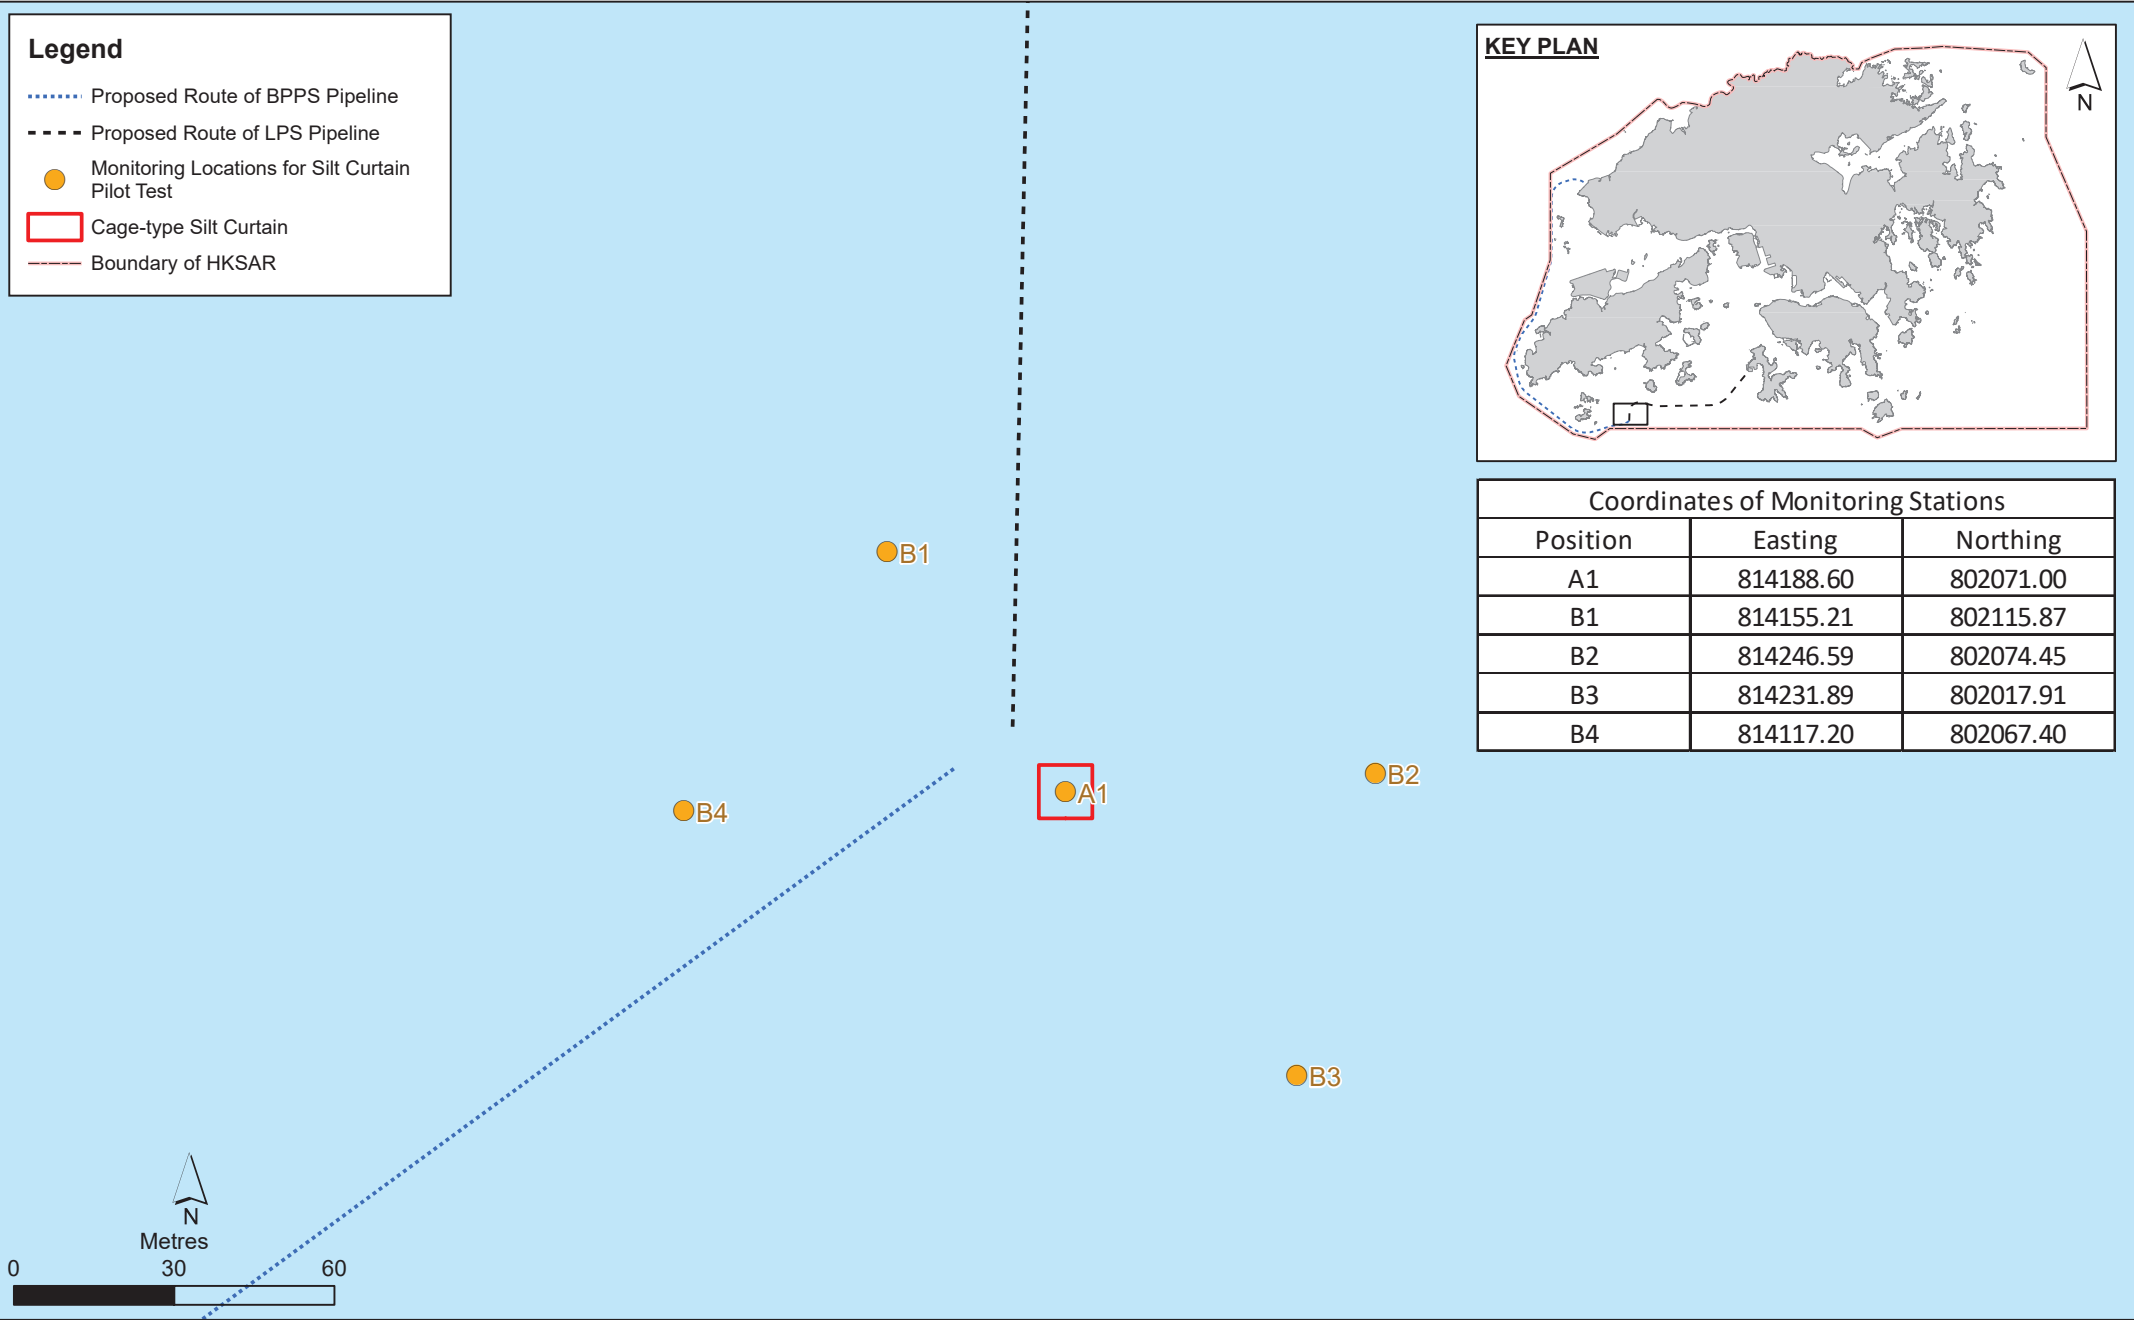 Legend
Proposed Route of BPPS Pipeline
Proposed Route of LPS Pipeline
Monitoring Locations for Silt Curtain
Pilot Test
Cage-type Silt Curtain
Boundary of HKSAR
KEY PLAN
N
Coordinates of Monitoring Stations
Position Easting Northing
A1 814188.60 802071.00
B1 814155.21 802115.87
B2 814246.59 802074.45
B3 814231.89 802017.91
B4 814117.20 802067.40
B1
B2
A1
B4
B3
N
Metres
0 30 60